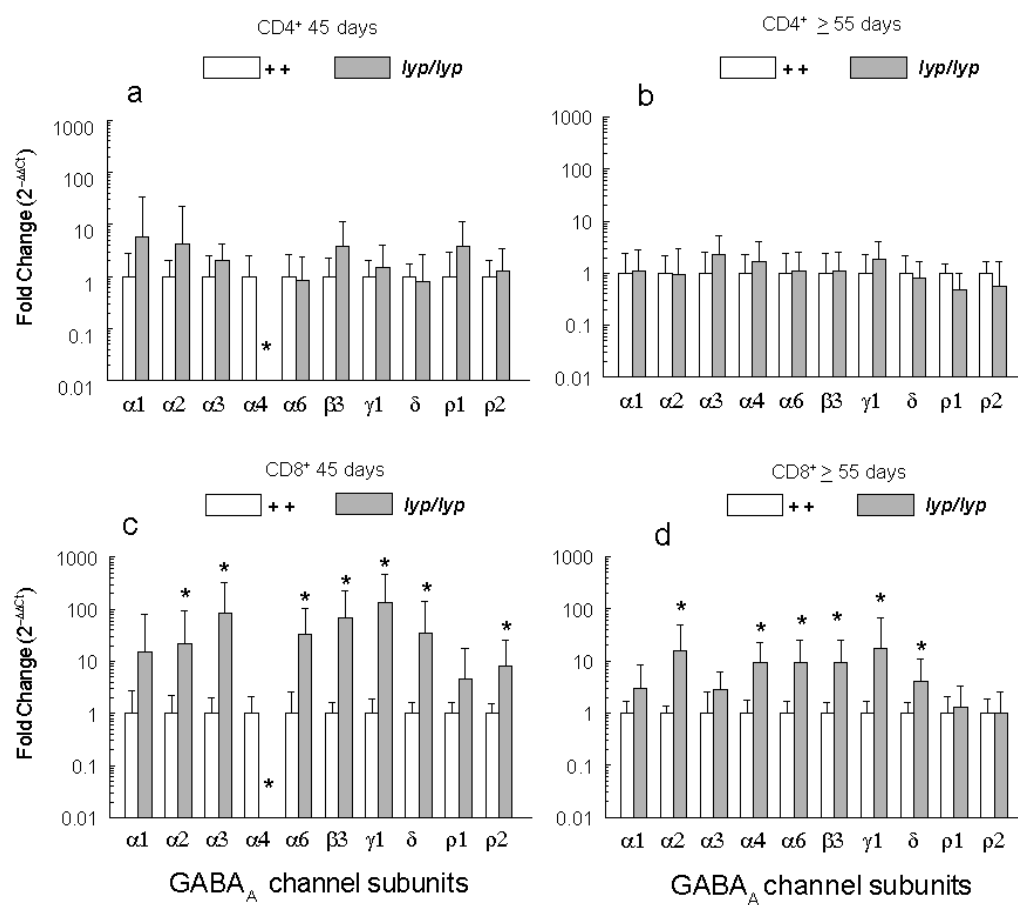 CD4⁺ 45 days
+ + lyp/lyp
a
Fold Change (2⁻ΔΔCt)
1000
100
10
1
0.1
0.01
*
α1 α2 α3 α4 α6 β3 γ1 δ ρ1 ρ2
CD4⁺ ≥ 55 days
+ + lyp/lyp
b
1000
100
10
1
0.1
0.01
α1 α2 α3 α4 α6 β3 γ1 δ ρ1 ρ2
CD8⁺ 45 days
+ + lyp/lyp
c
Fold Change (2⁻ΔΔCt)
1000
100
10
1
0.1
0.01
* * * * * * * *
α1 α2 α3 α4 α6 β3 γ1 δ ρ1 ρ2
GABA_A channel subunits
CD8⁺ ≥ 55 days
+ + lyp/lyp
d
1000
100
10
1
0.1
0.01
* * * * * *
α1 α2 α3 α4 α6 β3 γ1 δ ρ1 ρ2
GABA_A channel subunits